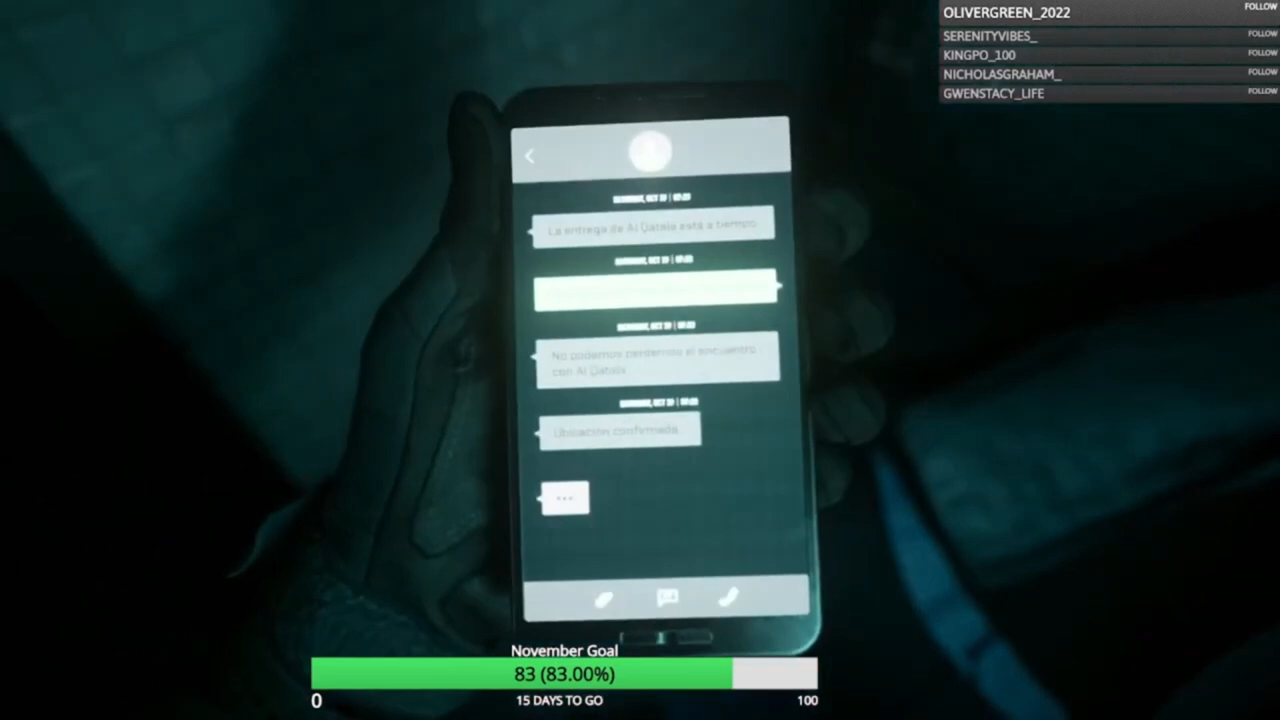 OLIVERGREEN_2022 FOLLOW
SERENITYVIBES_ FOLLOW
KINGPO_100 FOLLOW
NICHOLASGRAHAM_ FOLLOW
GWENSTACY_LIFE FOLLOW
La entrega de Al Qatala está a tiempo
No podemos perdernos el encuentro
con Al Qatala
Ubicación confirmada
...
November Goal
83 (83.00%)
0 15 DAYS TO GO 100